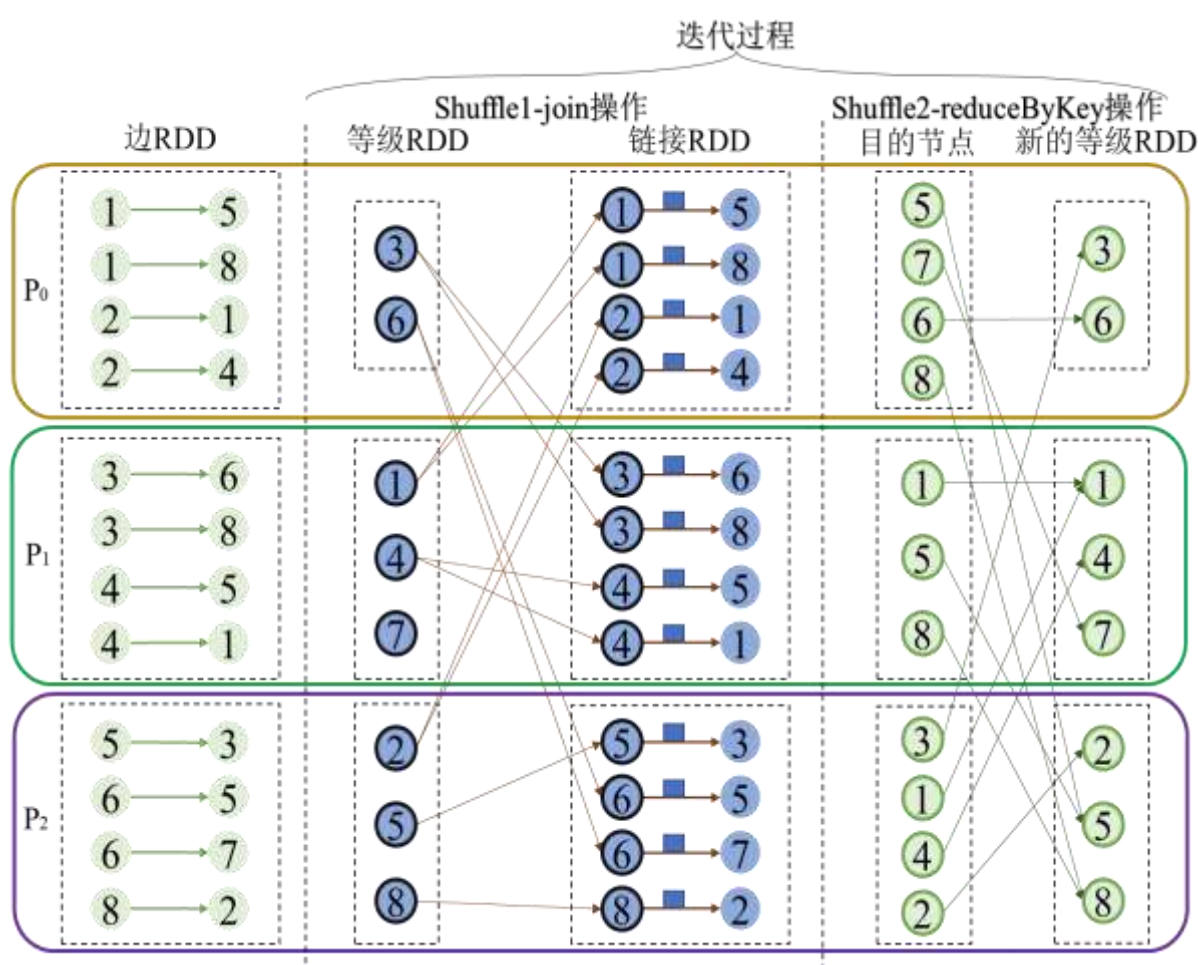 迭代过程
Shuffle1-join操作 Shuffle2-reduceByKey操作
边RDD 等级RDD 链接RDD 目的节点 新的等级RDD
P0
1 5 3 1 5 5 3
1 8 6 1 8 7 6
2 1 2 1 6
2 4 2 4 8
P1
3 6 1 3 6 1 1
3 8 4 3 8 5 4
4 5 7 4 5 8 7
4 1 4 1
P2
5 3 2 5 3 3 2
6 5 5 6 5 1 5
6 7 8 6 7 4 8
8 2 8 2 2